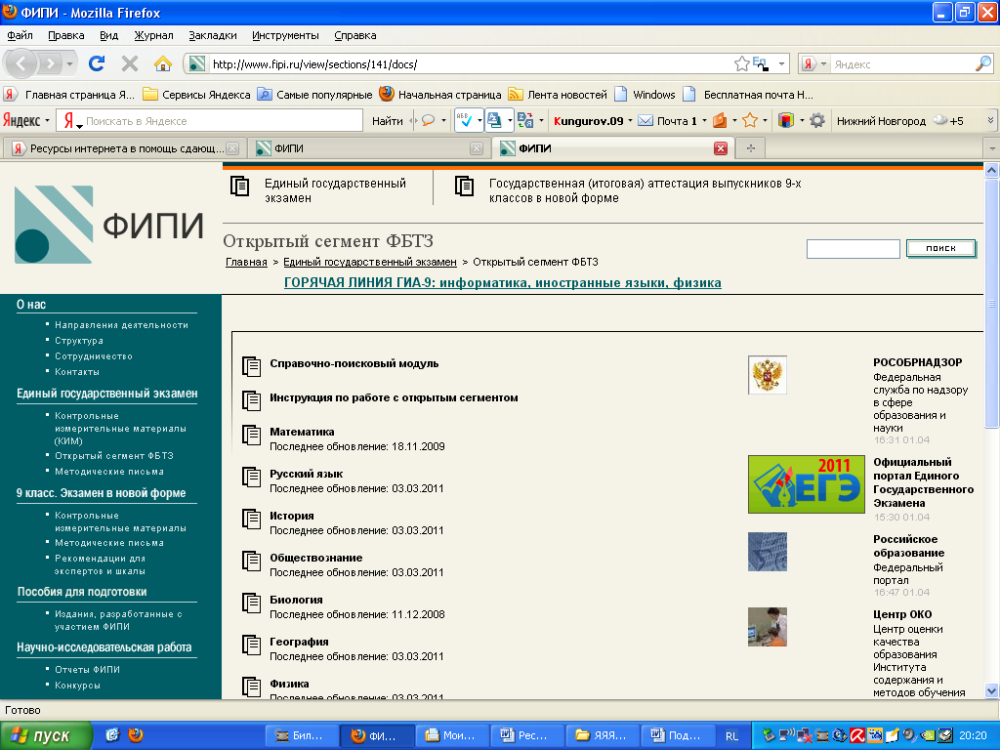 ФИПИ - Mozilla Firefox
Файл Правка Вид Журнал Закладки Инструменты Справка
http://www.fipi.ru/view/sections/141/docs/
Яндекс
Главная страница Я... Сервисы Яндекса Самые популярные Начальная страница Лента новостей Windows Бесплатная почта Н...
Яндекс Поискать в Яндексе Найти Kungurov.09 Почта 1 Нижний Новгород +5
Ресурсы интернета в помощь сдающ... ФИПИ ФИПИ
ФИПИ
Единый государственный
экзамен
Государственная (итоговая) аттестация выпускников 9-х
классов в новой форме
Открытый сегмент ФБТЗ
поиск
Главная > Единый государственный экзамен > Открытый сегмент ФБТЗ
ГОРЯЧАЯ ЛИНИЯ ГИА-9: информатика, иностранные языки, физика
О нас
Направления деятельности
Структура
Сотрудничество
Контакты
Единый государственный экзамен
Контрольные
измерительные материалы
(КИМ)
Открытый сегмент ФБТЗ
Методические письма
9 класс. Экзамен в новой форме
Контрольные
измерительные материалы
Методические письма
Рекомендации для
экспертов и шкалы
Пособия для подготовки
Издания, разработанные с
участием ФИПИ
Научно-исследовательская работа
Отчеты ФИПИ
Конкурсы
Справочно-поисковый модуль
Инструкция по работе с открытым сегментом
Математика
Последнее обновление: 18.11.2009
Русский язык
Последнее обновление: 03.03.2011
История
Последнее обновление: 03.03.2011
Обществознание
Последнее обновление: 03.03.2011
Биология
Последнее обновление: 11.12.2008
География
Последнее обновление: 03.03.2011
Физика
Последнее обновление: 03.03.2011
РОСОБРНАДЗОР
Федеральная
служба по надзору
в сфере
образования и
науки
16:31 01.04
2011
ЕГЭ
Официальный
портал Единого
Государственного
Экзамена
15:30 01.04
Российское
образование
Федеральный
портал
16:47 01.04
Центр ОКО
Центр оценки
качества
образования
Института
содержания и
методов обучения
Готово
пуск Бил... ФИ... Мои... Рес... ЯЯЯ... Под... RL 20:20